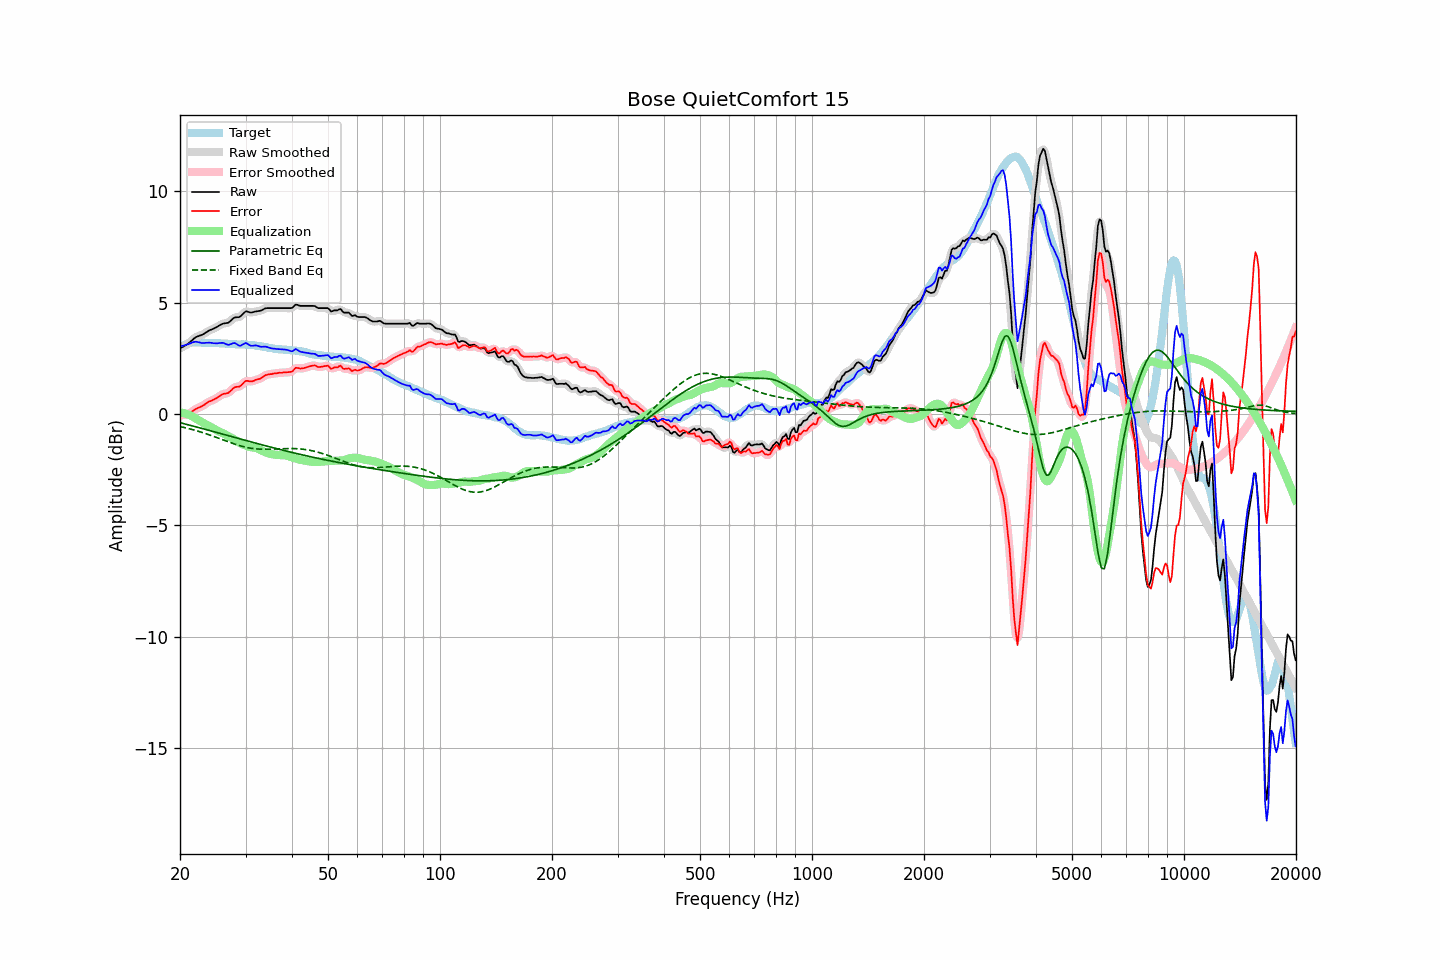 Bose QuietComfort 15
Target
Raw Smoothed
Error Smoothed
Raw
Error
Equalization
Parametric Eq
Fixed Band Eq
Equalized
10
5
0
−5
−10
−15
Amplitude (dBr)
20 50 100 200 500 1000 2000 5000 10000 20000
Frequency (Hz)